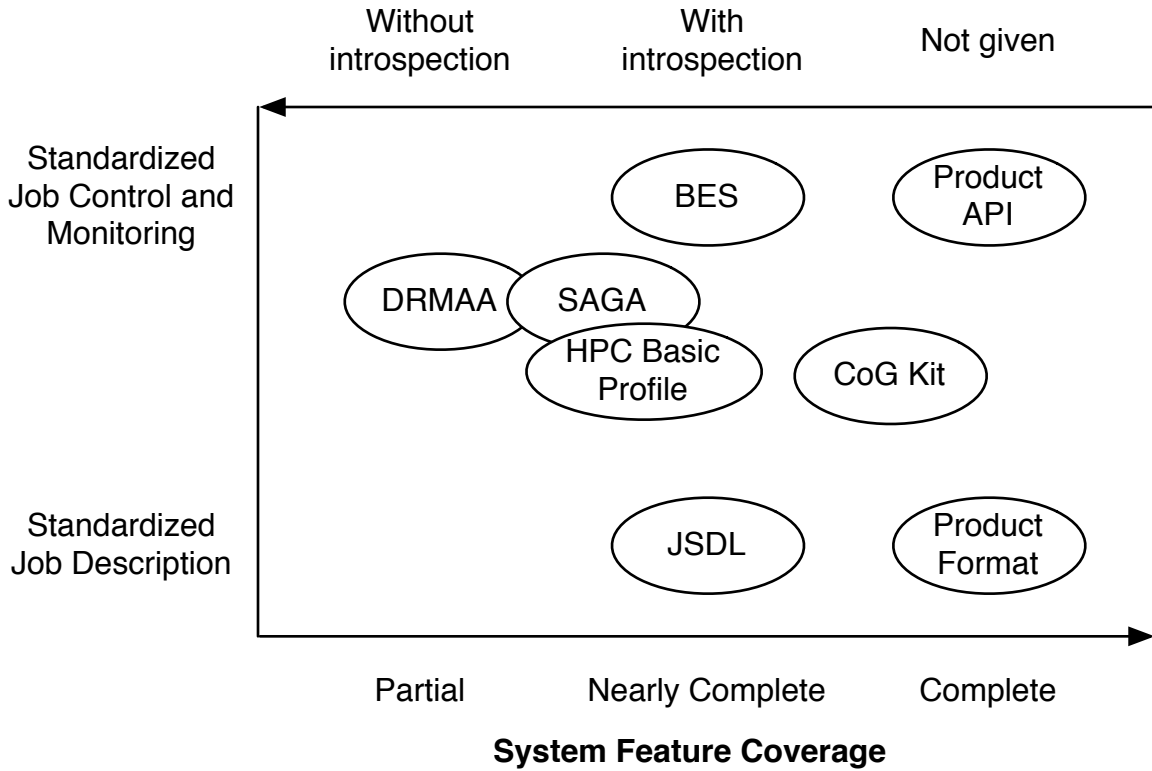 Without
introspection
With
introspection
Not given
Standardized
Job Control and
Monitoring
BES
Product
API
DRMAA
SAGA
HPC Basic
Profile
CoG Kit
Standardized
Job Description
JSDL
Product
Format
Partial
Nearly Complete
Complete
System Feature Coverage